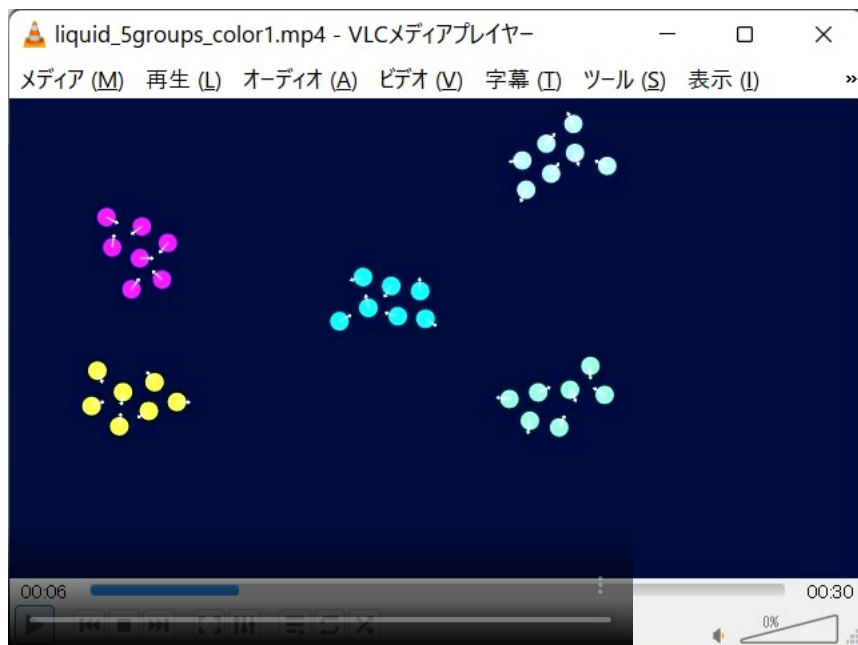 liquid_5groups_color1.mp4 - VLCメディアプレイヤー
メディア (M) 再生 (L) オーディオ (A) ビデオ (V) 字幕 (T) ツール (S) 表示 (I) »
00:06 00:30
0%